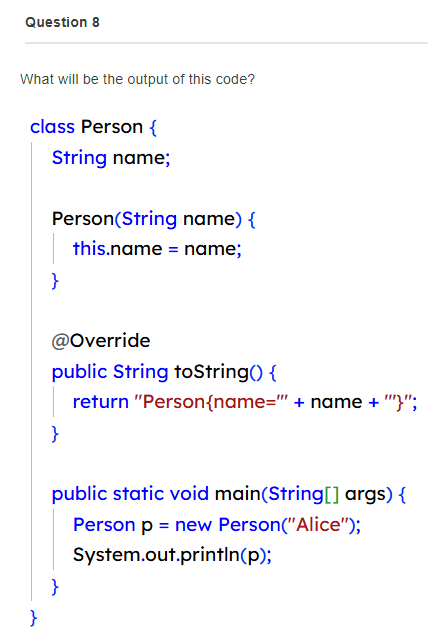 Question 8
What will be the output of this code?
class Person {
String name;
Person(String name) {
this.name = name;
}
@Override
public String toString() {
return "Person{name='" + name + "'}";
}
public static void main(String[] args) {
Person p = new Person("Alice");
System.out.println(p);
}
}